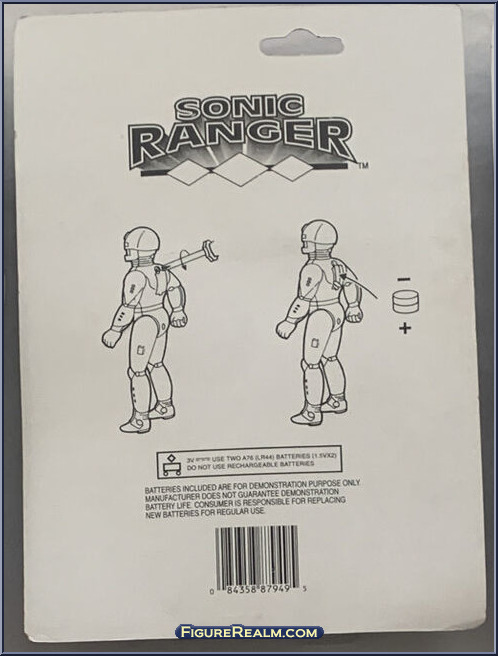 SONIC
RANGER™
−
+
3V USE TWO A76 (LR44) BATTERIES (1.5VX2)
DO NOT USE RECHARGEABLE BATTERIES
BATTERIES INCLUDED ARE FOR DEMONSTRATION PURPOSE ONLY
MANUFACTURER DOES NOT GUARANTEE DEMONSTRATION
BATTERY LIFE. CONSUMER IS RESPONSIBLE FOR REPLACING
NEW BATTERIES FOR REGULAR USE.
0 84358 87949 5
FIGUREREALM.COM